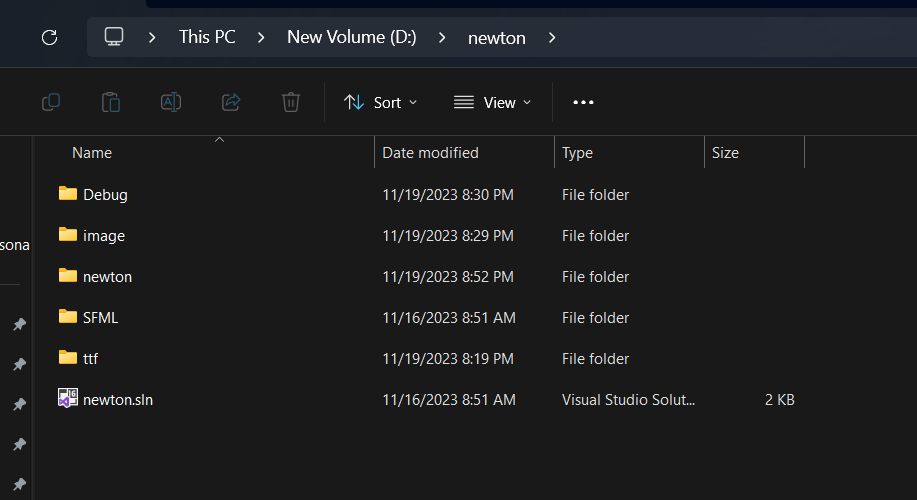 This PC > New Volume (D:) > newton >
Sort View •••
Name Date modified Type Size
Debug 11/19/2023 8:30 PM File folder
image 11/19/2023 8:29 PM File folder
sona
newton 11/19/2023 8:52 PM File folder
SFML 11/16/2023 8:51 AM File folder
ttf 11/19/2023 8:19 PM File folder
newton.sln 11/16/2023 8:51 AM Visual Studio Solut... 2 KB